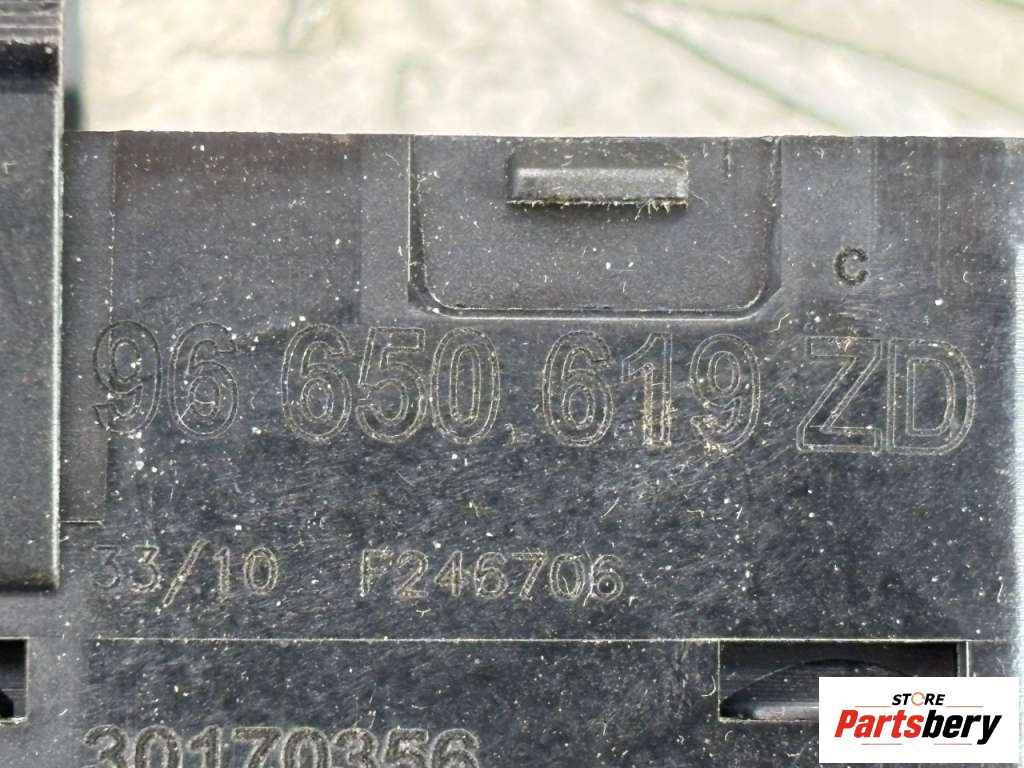 C
96 650 619 ZD
33/10 F246706
30170356
STORE
Partsbery